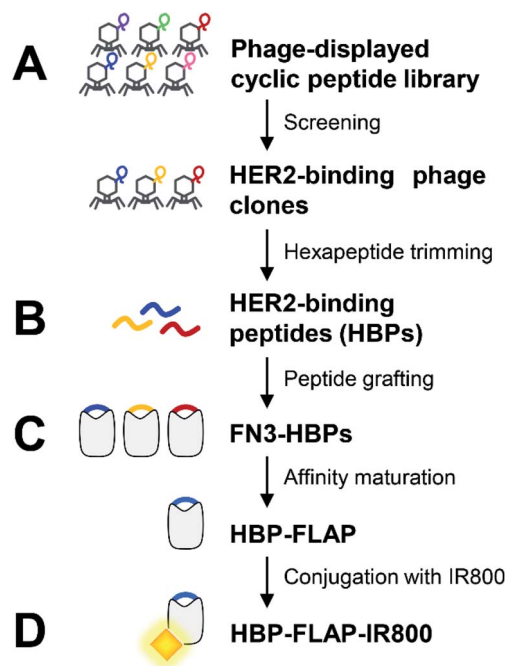 A
Phage-displayed
cyclic peptide library
Screening
HER2-binding phage
clones
Hexapeptide trimming
B
HER2-binding
peptides (HBPs)
Peptide grafting
C
FN3-HBPs
Affinity maturation
HBP-FLAP
Conjugation with IR800
D
HBP-FLAP-IR800